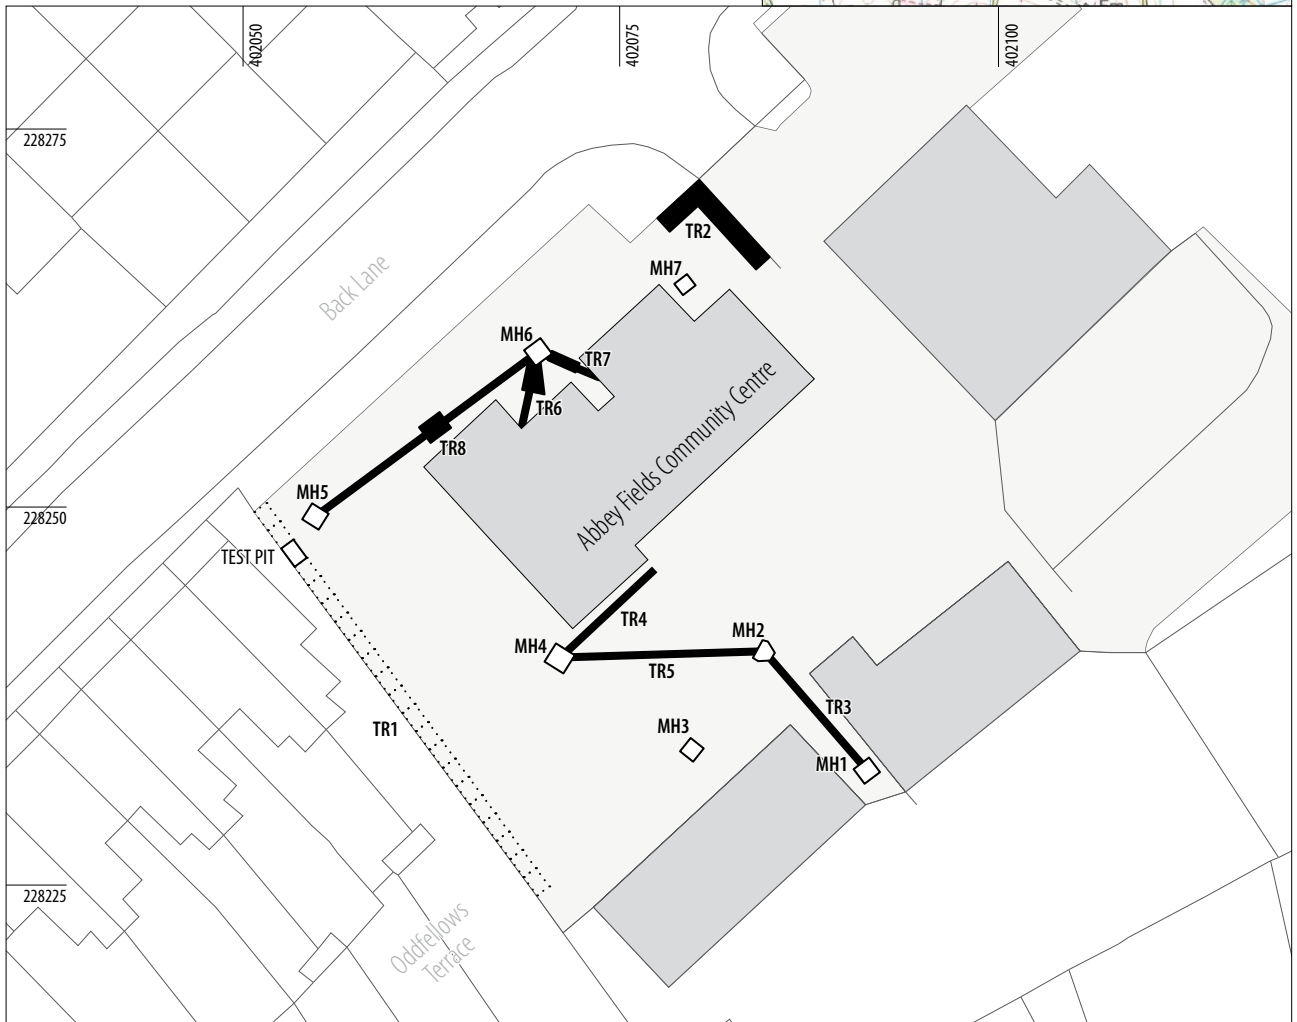 402050
402075
402100
228275
TR2
MH7
Back Lane
MH6
TR7
TR6
TR8
Abbey Fields Community Centre
MH5
228250
TEST PIT
TR4
MH2
MH4
TR5
TR3
MH3
TR1
MH1
228225
Oddfellows
Terrace